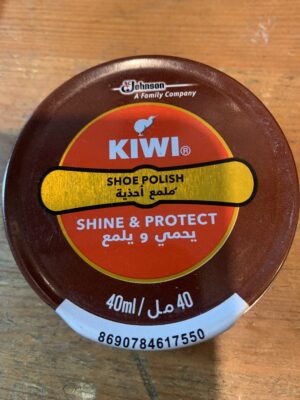 SC Johnson
A Family Company
KIWI®
SHOE POLISH
ملمع أحذية
SHINE & PROTECT
يحمي و يلمع
40ml / 40 مل
8690784617550